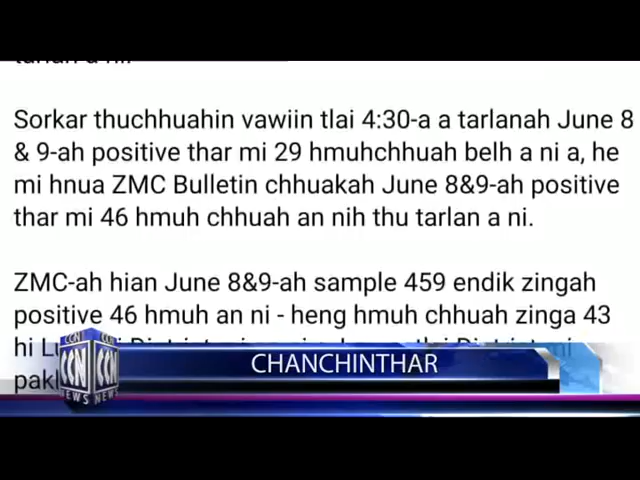 Sorkar thuchhuahin vawiin tlai 4:30-a a tarlanah June 8
& 9-ah positive thar mi 29 hmuhchhuah belh a ni a, he
mi hnua ZMC Bulletin chhuakah June 8&9-ah positive
thar mi 46 hmuh chhuah an nih thu tarlan a ni.
ZMC-ah hian June 8&9-ah sample 459 endik zingah
positive 46 hmuh an ni - heng hmuh chhuah zinga 43
hi
CCN CCN CCN
NEWS NEWS
CHANCHINTHAR